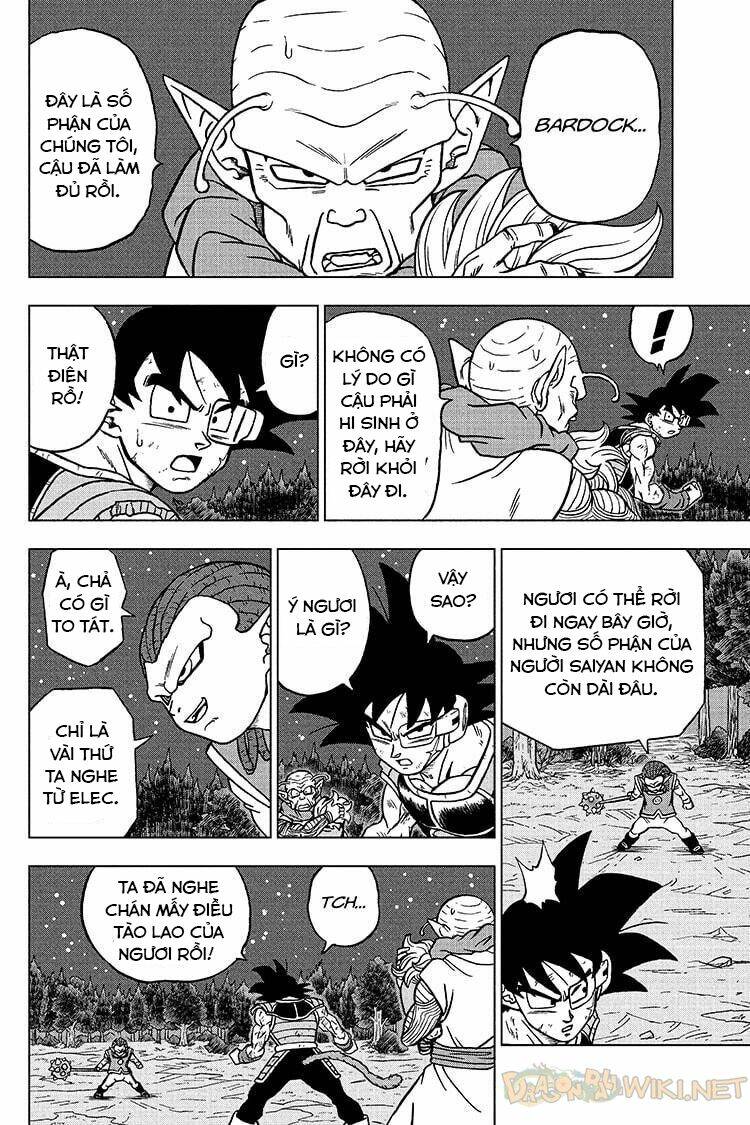 BARDOCK...
ĐÂY LÀ SỐ
PHẬN CỦA
CHÚNG TÔI,
CẬU ĐÃ LÀM
ĐỦ RỒI.
!
KHÔNG CÓ
LÝ DO GÌ
CẬU PHẢI
HI SINH Ở
ĐÂY, HÃY
RỜI KHỎI
ĐÂY ĐI.
GÌ?
THẬT
ĐIÊN
RỒ!
NGƯƠI CÓ THỂ RỜI
ĐI NGAY BÂY GIỜ,
NHƯNG SỐ PHẬN CỦA
NGƯỜI SAIYAN KHÔNG
CÒN DÀI ĐÂU.
VẬY
SAO?
Ý NGƯƠI
LÀ GÌ?
À, CHẢ
CÓ GÌ
TO TÁT.
CHỈ LÀ
VÀI THỨ
TA NGHE
TỪ ELEC.
TCH...
TA ĐÃ NGHE
CHÁN MẤY ĐIỀU
TÀO LAO CỦA
NGƯƠI RỒI!
DRAGON BALL WIKI.NET